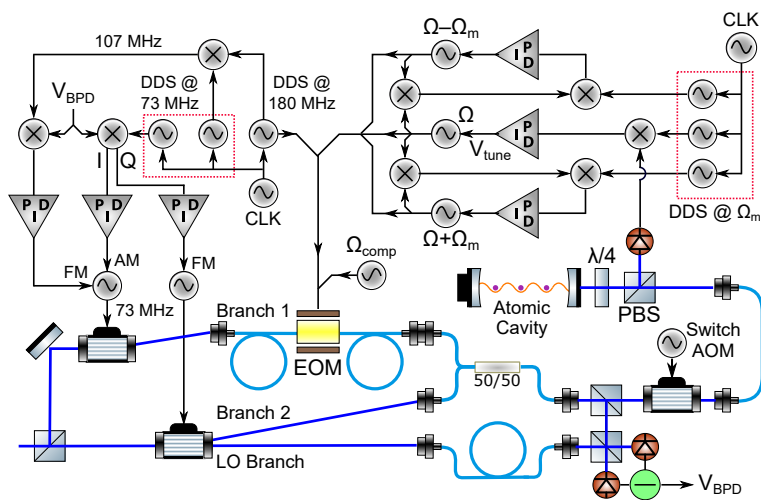 107 MHz
V_BPD
DDS @
73 MHz
DDS @
180 MHz
I Q
CLK
P I D
P I D
P I D
FM
AM
FM
73 MHz
Ω–Ωm
I P D
Ω
V_tune
I P D
Ω+Ωm
I P D
CLK
DDS @ Ωm
Ωcomp
λ/4
Atomic
Cavity
PBS
Branch 1
EOM
Switch
AOM
50/50
Branch 2
LO Branch
V_BPD